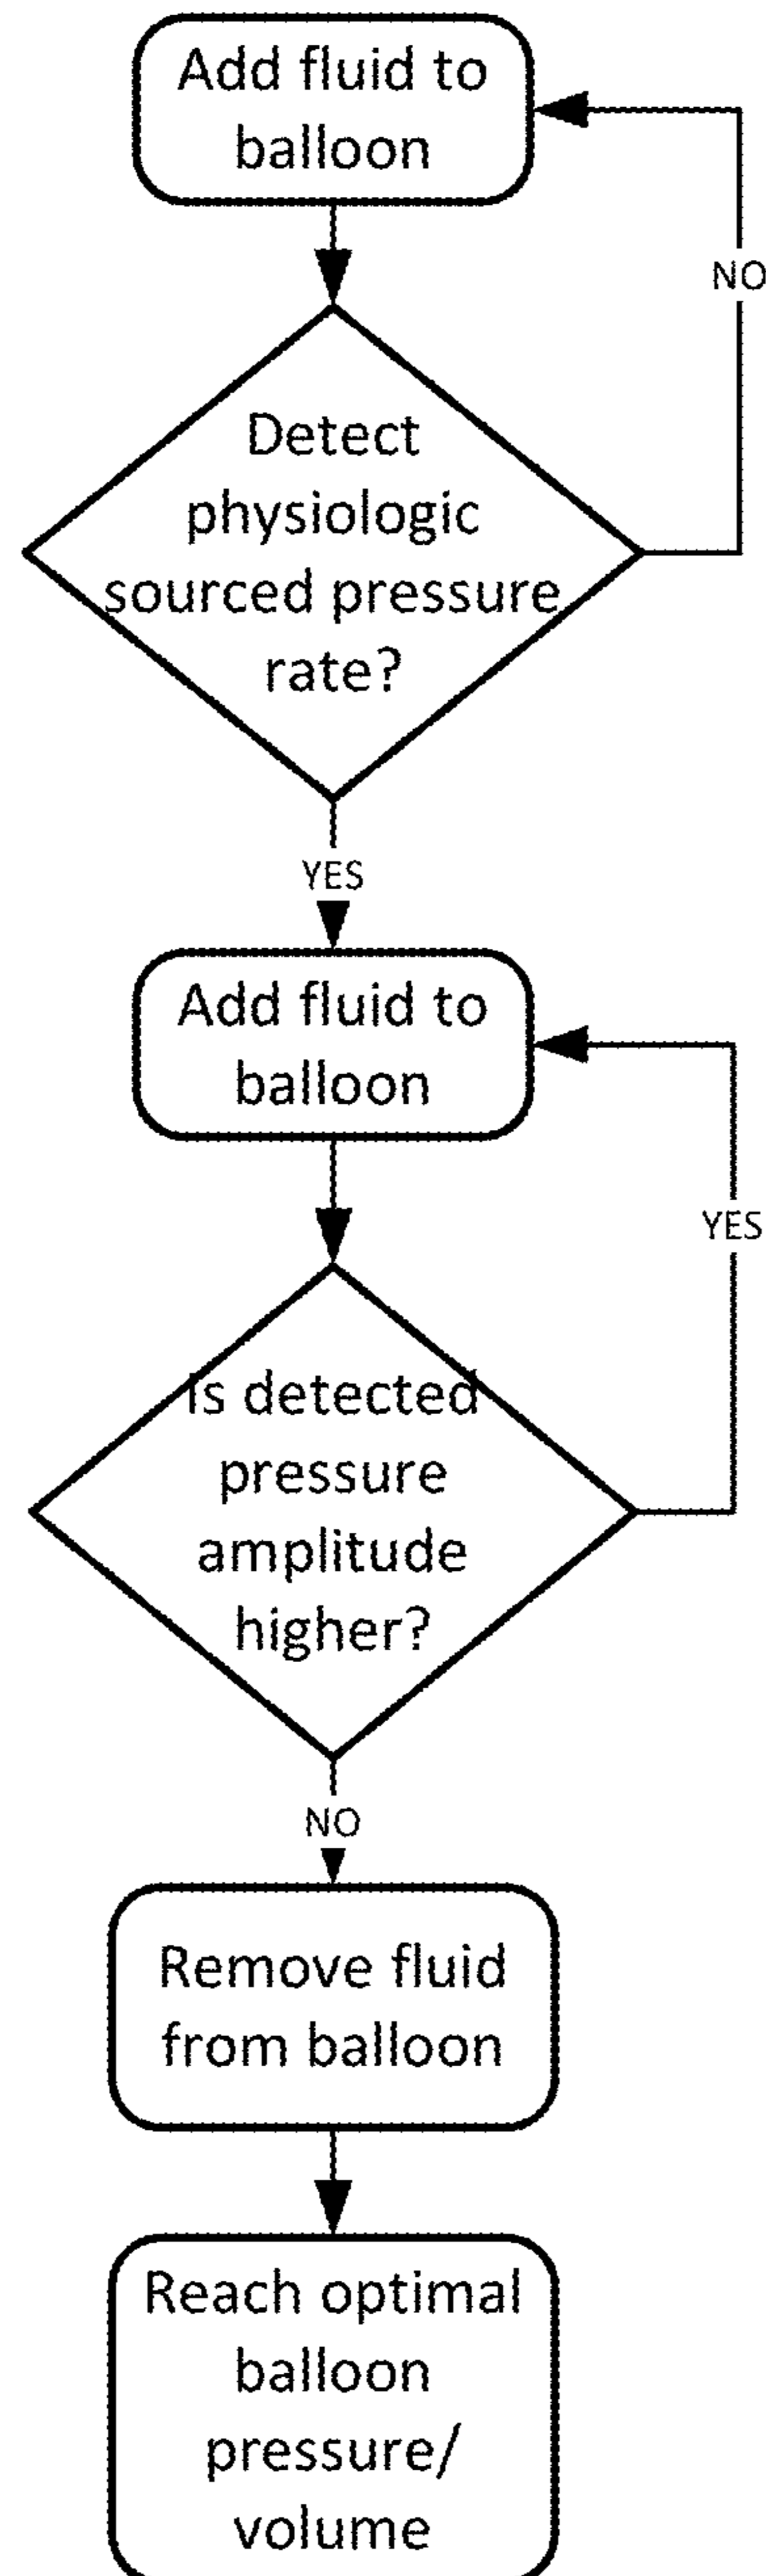 Add fluid to
balloon
NO
Detect
physiologic
sourced pressure
rate?
YES
Add fluid to
balloon
YES
Is detected
pressure
amplitude
higher?
NO
Remove fluid
from balloon
Reach optimal
balloon
pressure/
volume